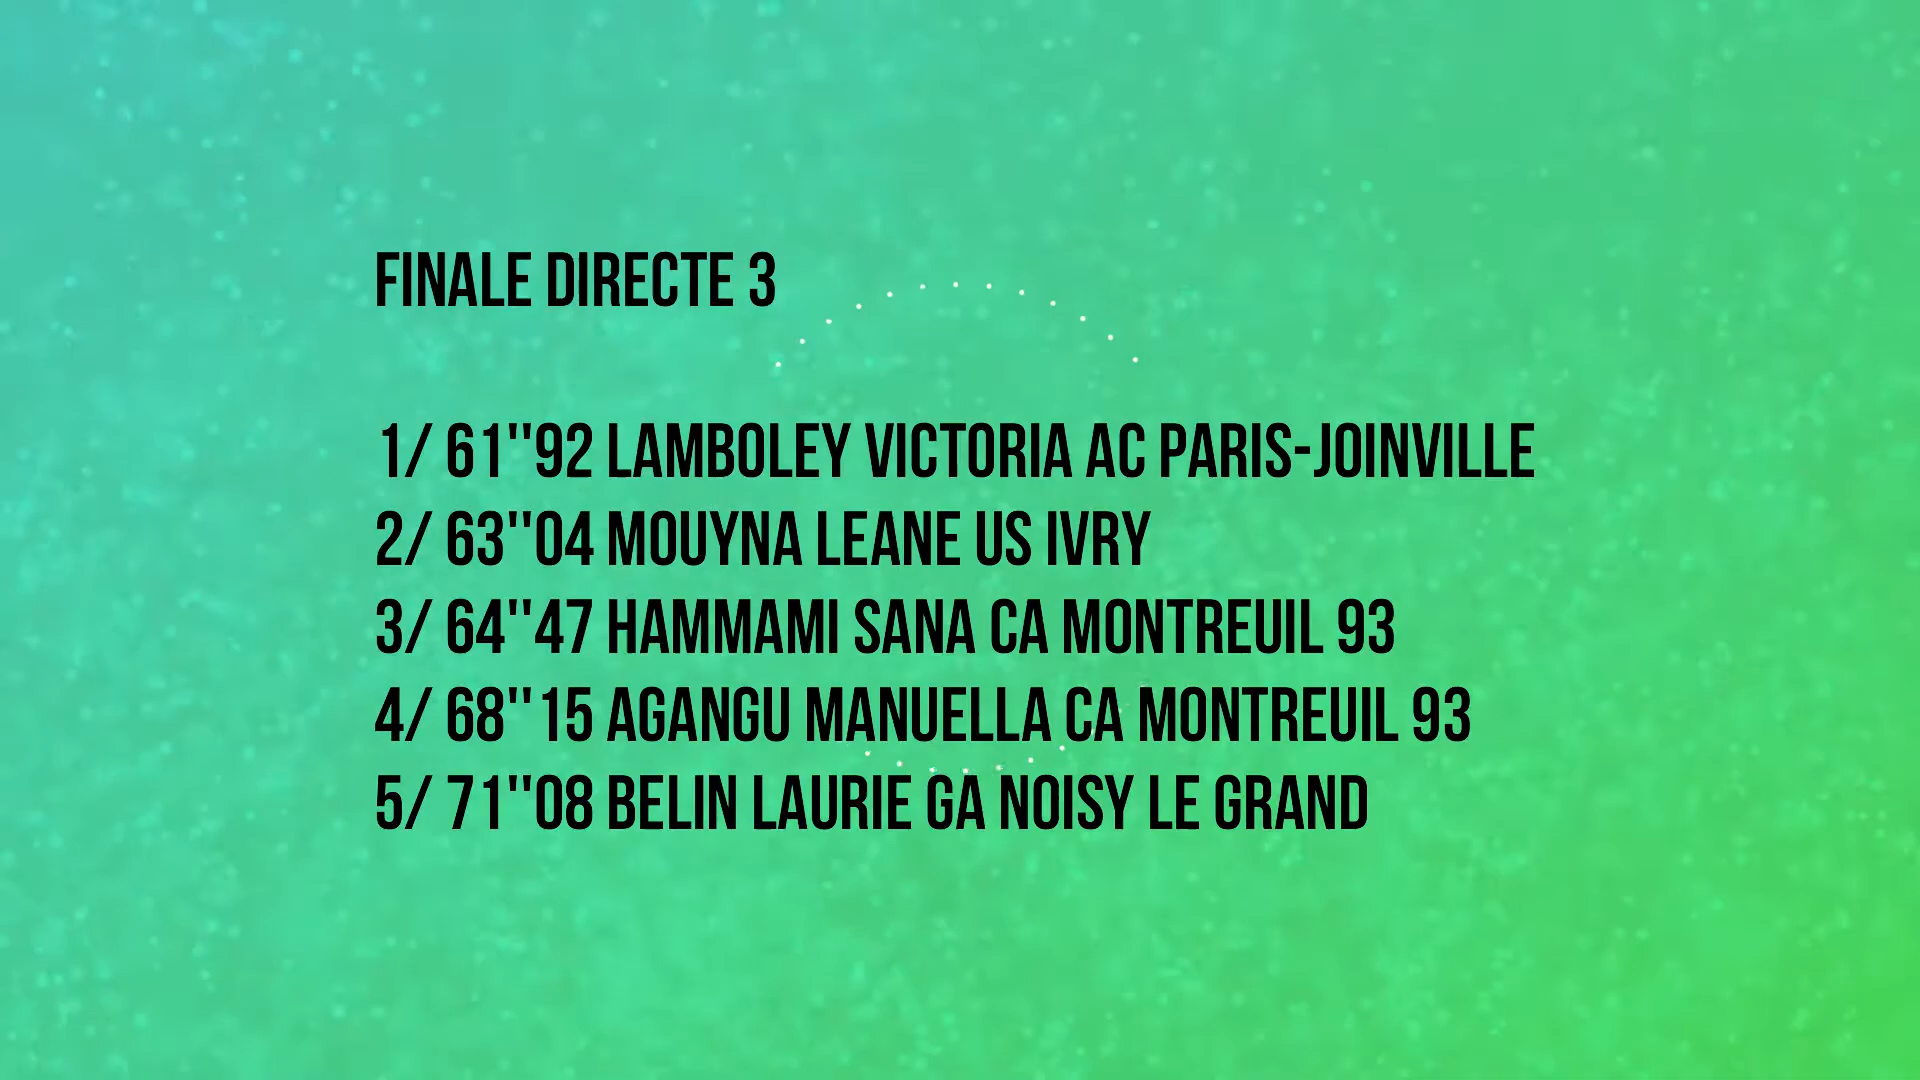 FINALE DIRECTE 3
1/ 61"92 LAMBOLEY VICTORIA AC PARIS-JOINVILLE
2/ 63"04 MOUYNA LEANE US IVRY
3/ 64"47 HAMMAMI SANA CA MONTREUIL 93
4/ 68"15 AGANGU MANUELLA CA MONTREUIL 93
5/ 71"08 BELIN LAURIE GA NOISY LE GRAND